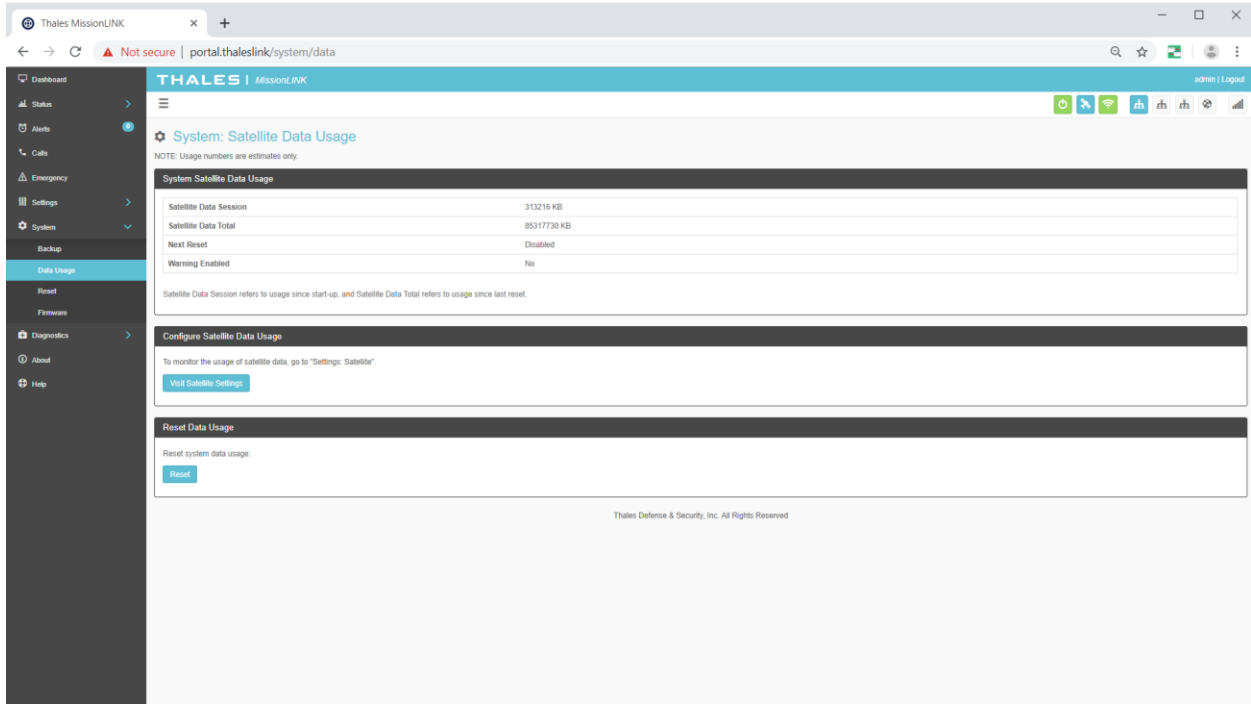 Thales MissionLINK
Not secure | portal.thaleslink/system/data
Dashboard
Status
Alerts 0
Calls
Emergency
Settings
System
Backup
Data Usage
Reset
Firmware
Diagnostics
About
Help
THALES | MissionLINK
admin | Logout
System: Satellite Data Usage
NOTE: Usage numbers are estimates only.
System Satellite Data Usage
Satellite Data Session 313216 KB
Satellite Data Total 85317730 KB
Next Reset Disabled
Warning Enabled No
Satellite Data Session refers to usage since start-up, and Satellite Data Total refers to usage since last reset.
Configure Satellite Data Usage
To monitor the usage of satellite data, go to "Settings: Satellite".
Visit Satellite Settings
Reset Data Usage
Reset system data usage:
Reset
Thales Defense & Security, Inc. All Rights Reserved